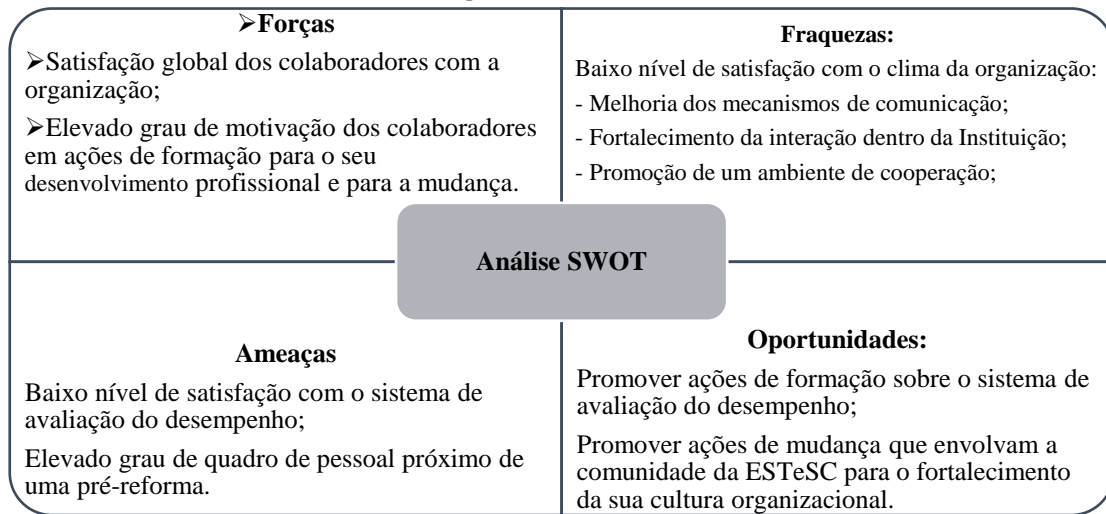 ➢Forças
➢Satisfação global dos colaboradores com a
organização;
➢Elevado grau de motivação dos colaboradores
em ações de formação para o seu
desenvolvimento profissional e para a mudança.
Fraquezas:
Baixo nível de satisfação com o clima da organização:
- Melhoria dos mecanismos de comunicação;
- Fortalecimento da interação dentro da Instituição;
- Promoção de um ambiente de cooperação;
Análise SWOT
Ameaças
Baixo nível de satisfação com o sistema de
avaliação do desempenho;
Elevado grau de quadro de pessoal próximo de
uma pré-reforma.
Oportunidades:
Promover ações de formação sobre o sistema de
avaliação do desempenho;
Promover ações de mudança que envolvam a
comunidade da ESTeSC para o fortalecimento
da sua cultura organizacional.